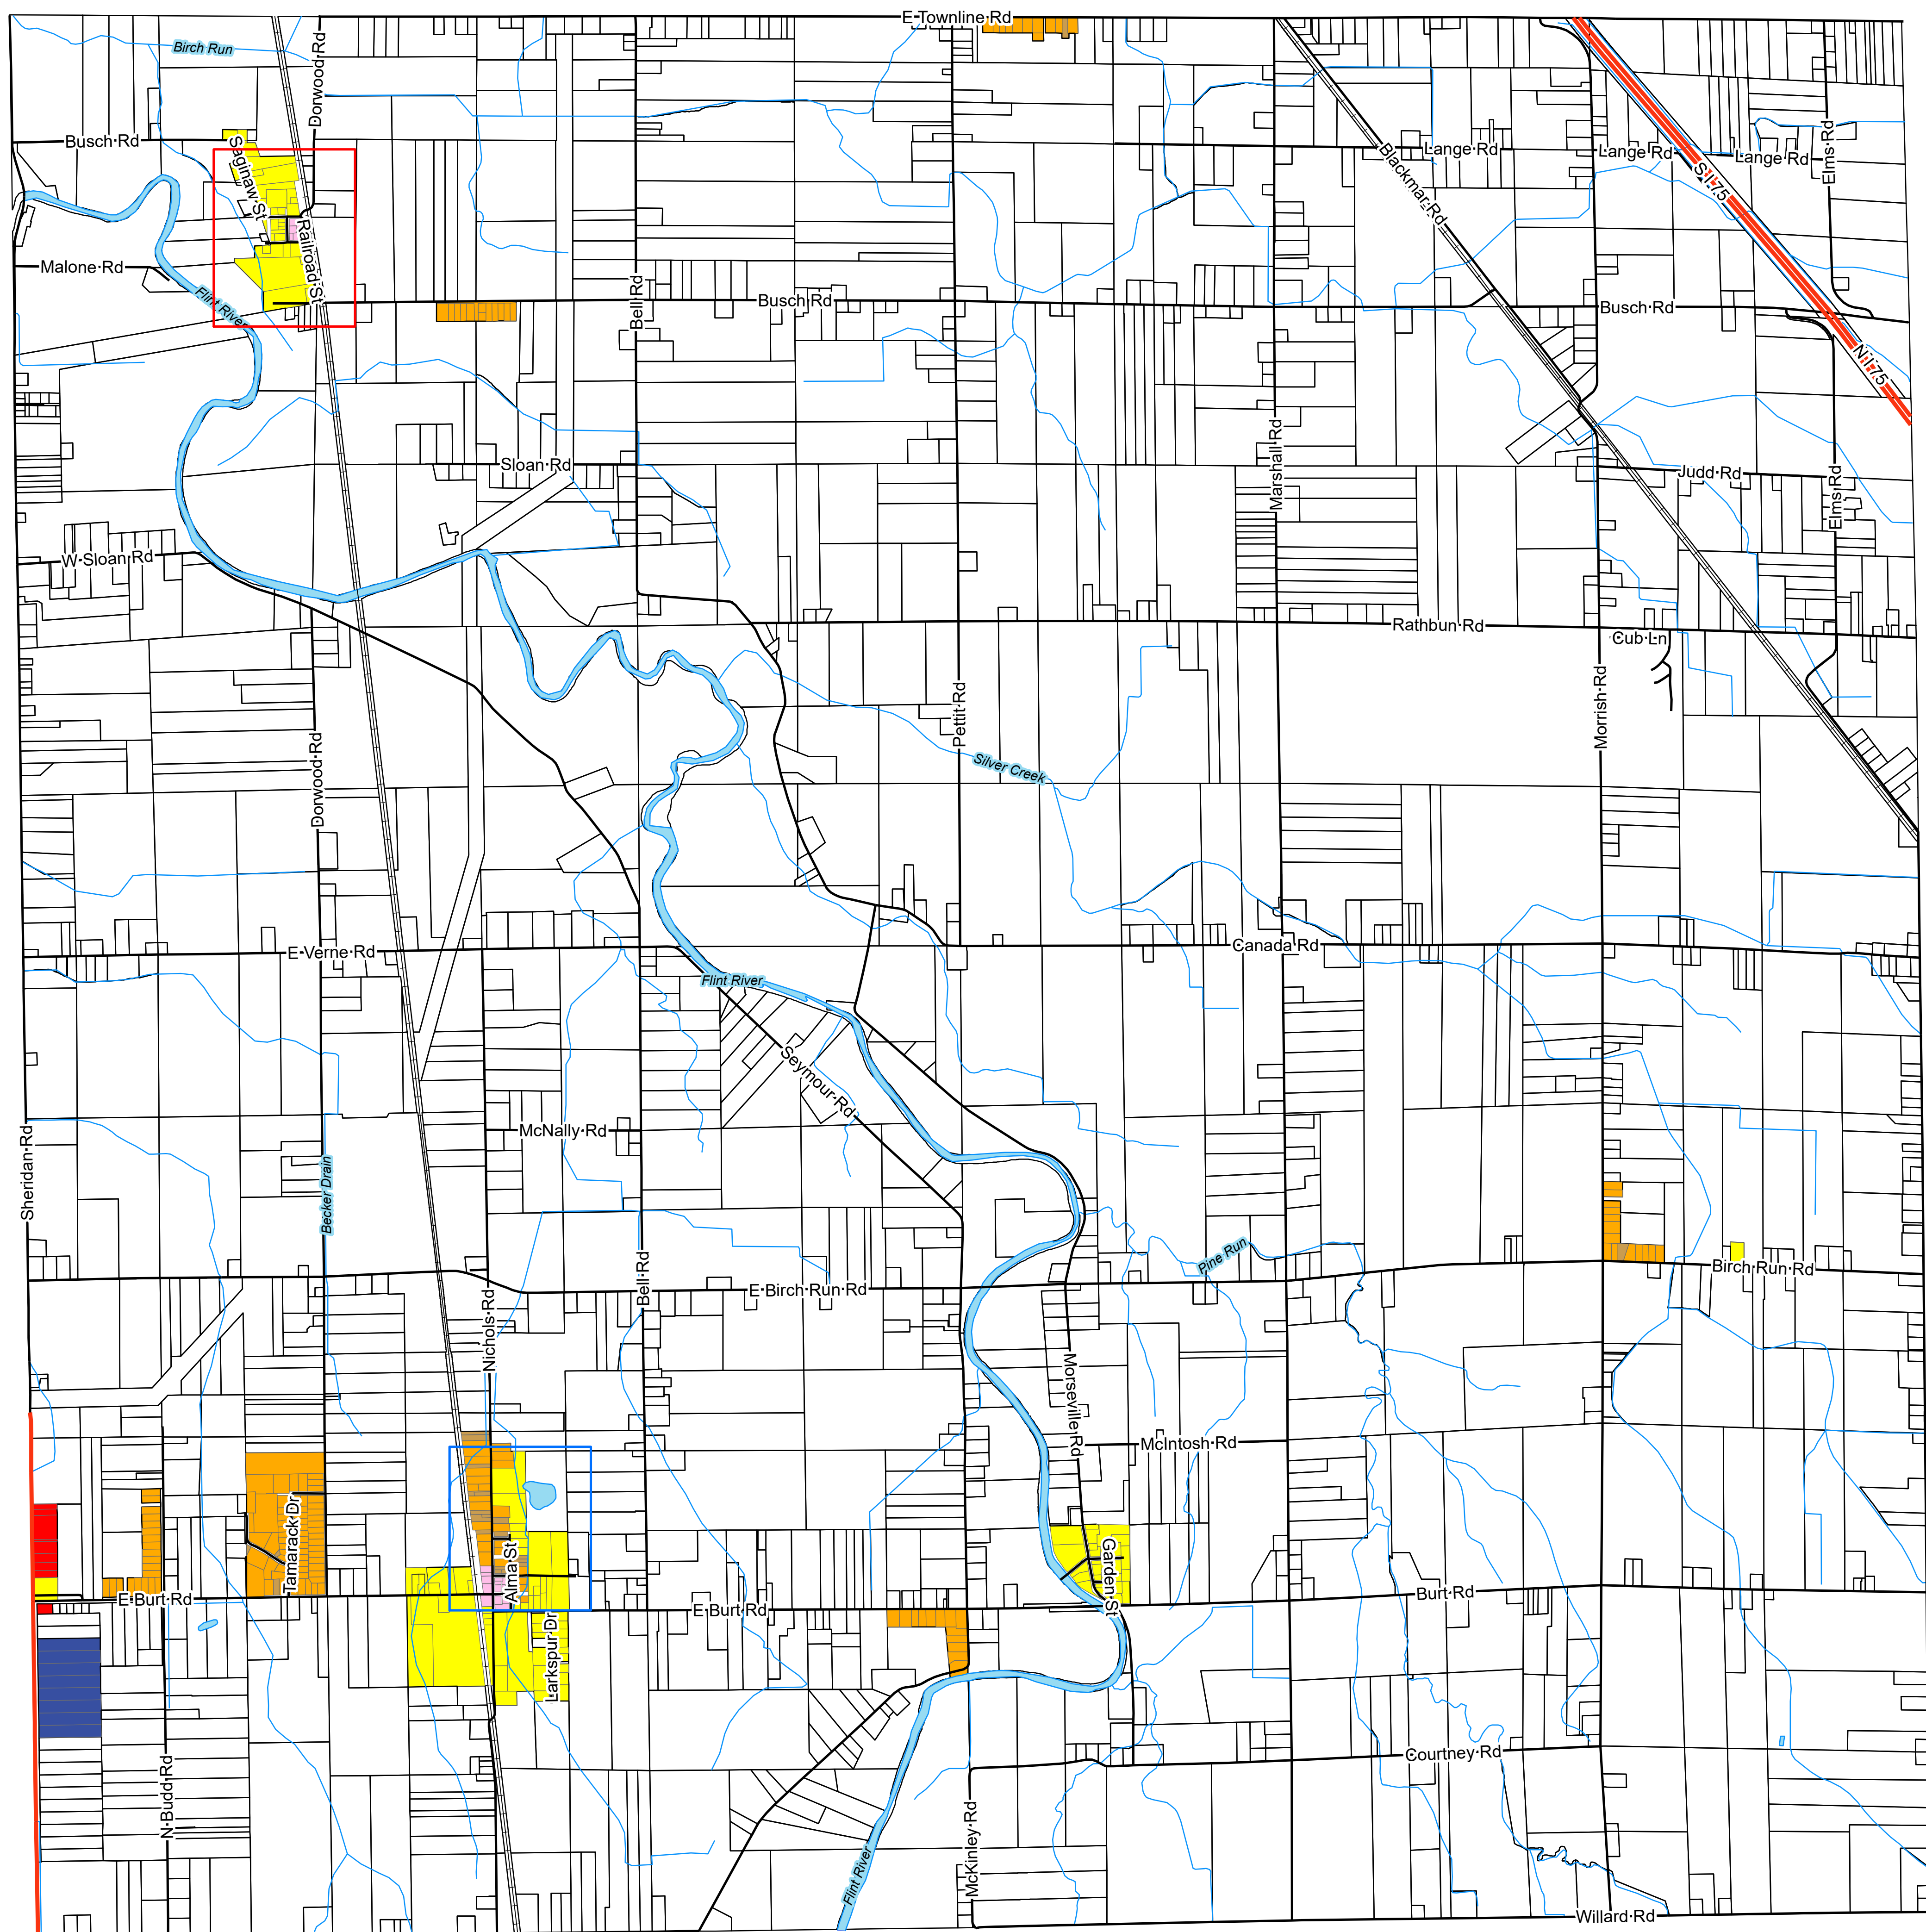 E Townline Rd
Birch Run
Dorwood Rd
Busch Rd
Saginaw St
Railroad St
Malone Rd
Flint River
Bell Rd
Busch Rd
Blackmar Rd
Lange Rd
Lange Rd
Lange Rd
Elms Rd
S I 75
Busch Rd
N I 75
Sloan Rd
Marshall Rd
Judd Rd
Elms Rd
W Sloan Rd
Rathbun Rd
Cub Ln
Pettit Rd
Morrish Rd
Dorwood Rd
Silver Creek
E Verne Rd
Canada Rd
Flint River
Seymour Rd
McNally Rd
Sheridan Rd
Becker Drain
Bell Rd
Pine Run
Birch Run Rd
E Birch Run Rd
Nichols Rd
Morseville Rd
McIntosh Rd
Tamarack Dr
Alma St
Garden St
E Burt Rd
E Burt Rd
Burt Rd
Larkspur Dr
Courtney Rd
N Budd Rd
McKinley Rd
Flint River
Willard Rd